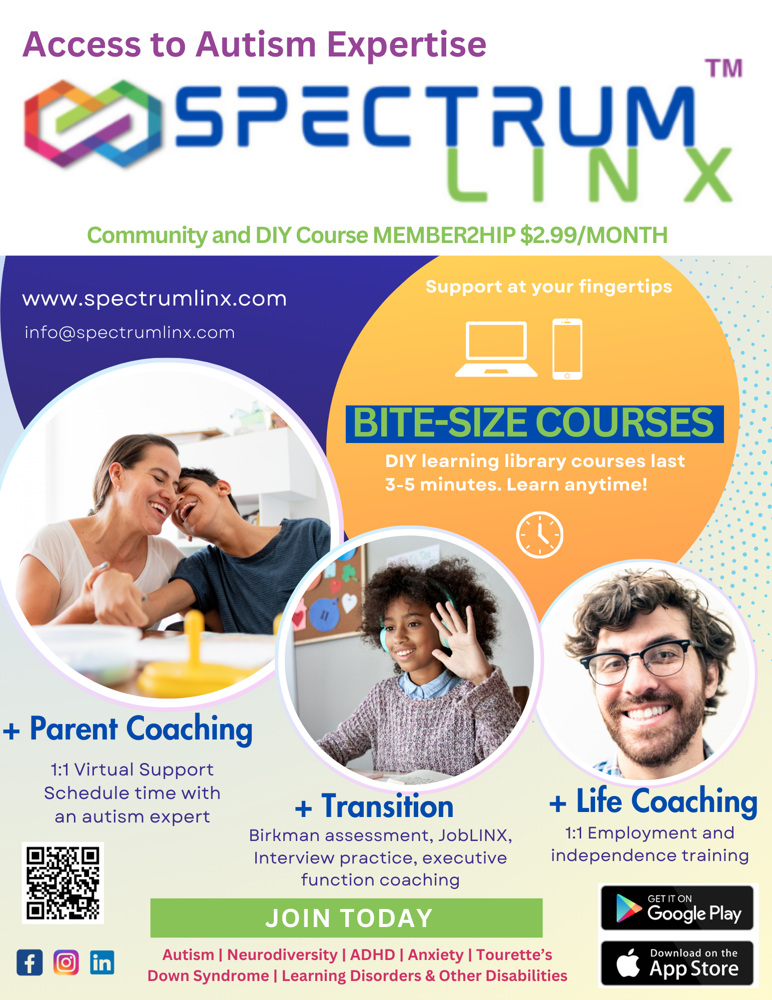 Access to Autism Expertise
SPECTRUM TM
LINX
Community and DIY Course MEMBER2HIP $2.99/MONTH
www.spectrumlinx.com
info@spectrumlinx.com
Support at your fingertips
BITE-SIZE COURSES
DIY learning library courses last
3-5 minutes. Learn anytime!
+ Parent Coaching
1:1 Virtual Support
Schedule time with
an autism expert
+ Transition
Birkman assessment, JobLINX,
Interview practice, executive
function coaching
+ Life Coaching
1:1 Employment and
independence training
JOIN TODAY
Autism | Neurodiversity | ADHD | Anxiety | Tourette’s
Down Syndrome | Learning Disorders & Other Disabilities
f
in
GET IT ON
Google Play
Download on the
App Store